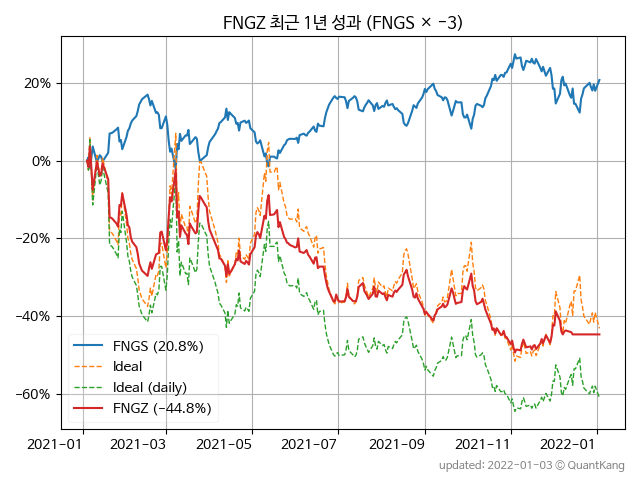 FNGZ 최근 1년 성과 (FNGS × −3)
20%
0%
−20%
−40%
−60%
FNGS (20.8%)
Ideal
Ideal (daily)
FNGZ (−44.8%)
2021-01 2021-03 2021-05 2021-07 2021-09 2021-11 2022-01
updated: 2022-01-03 © QuantKang